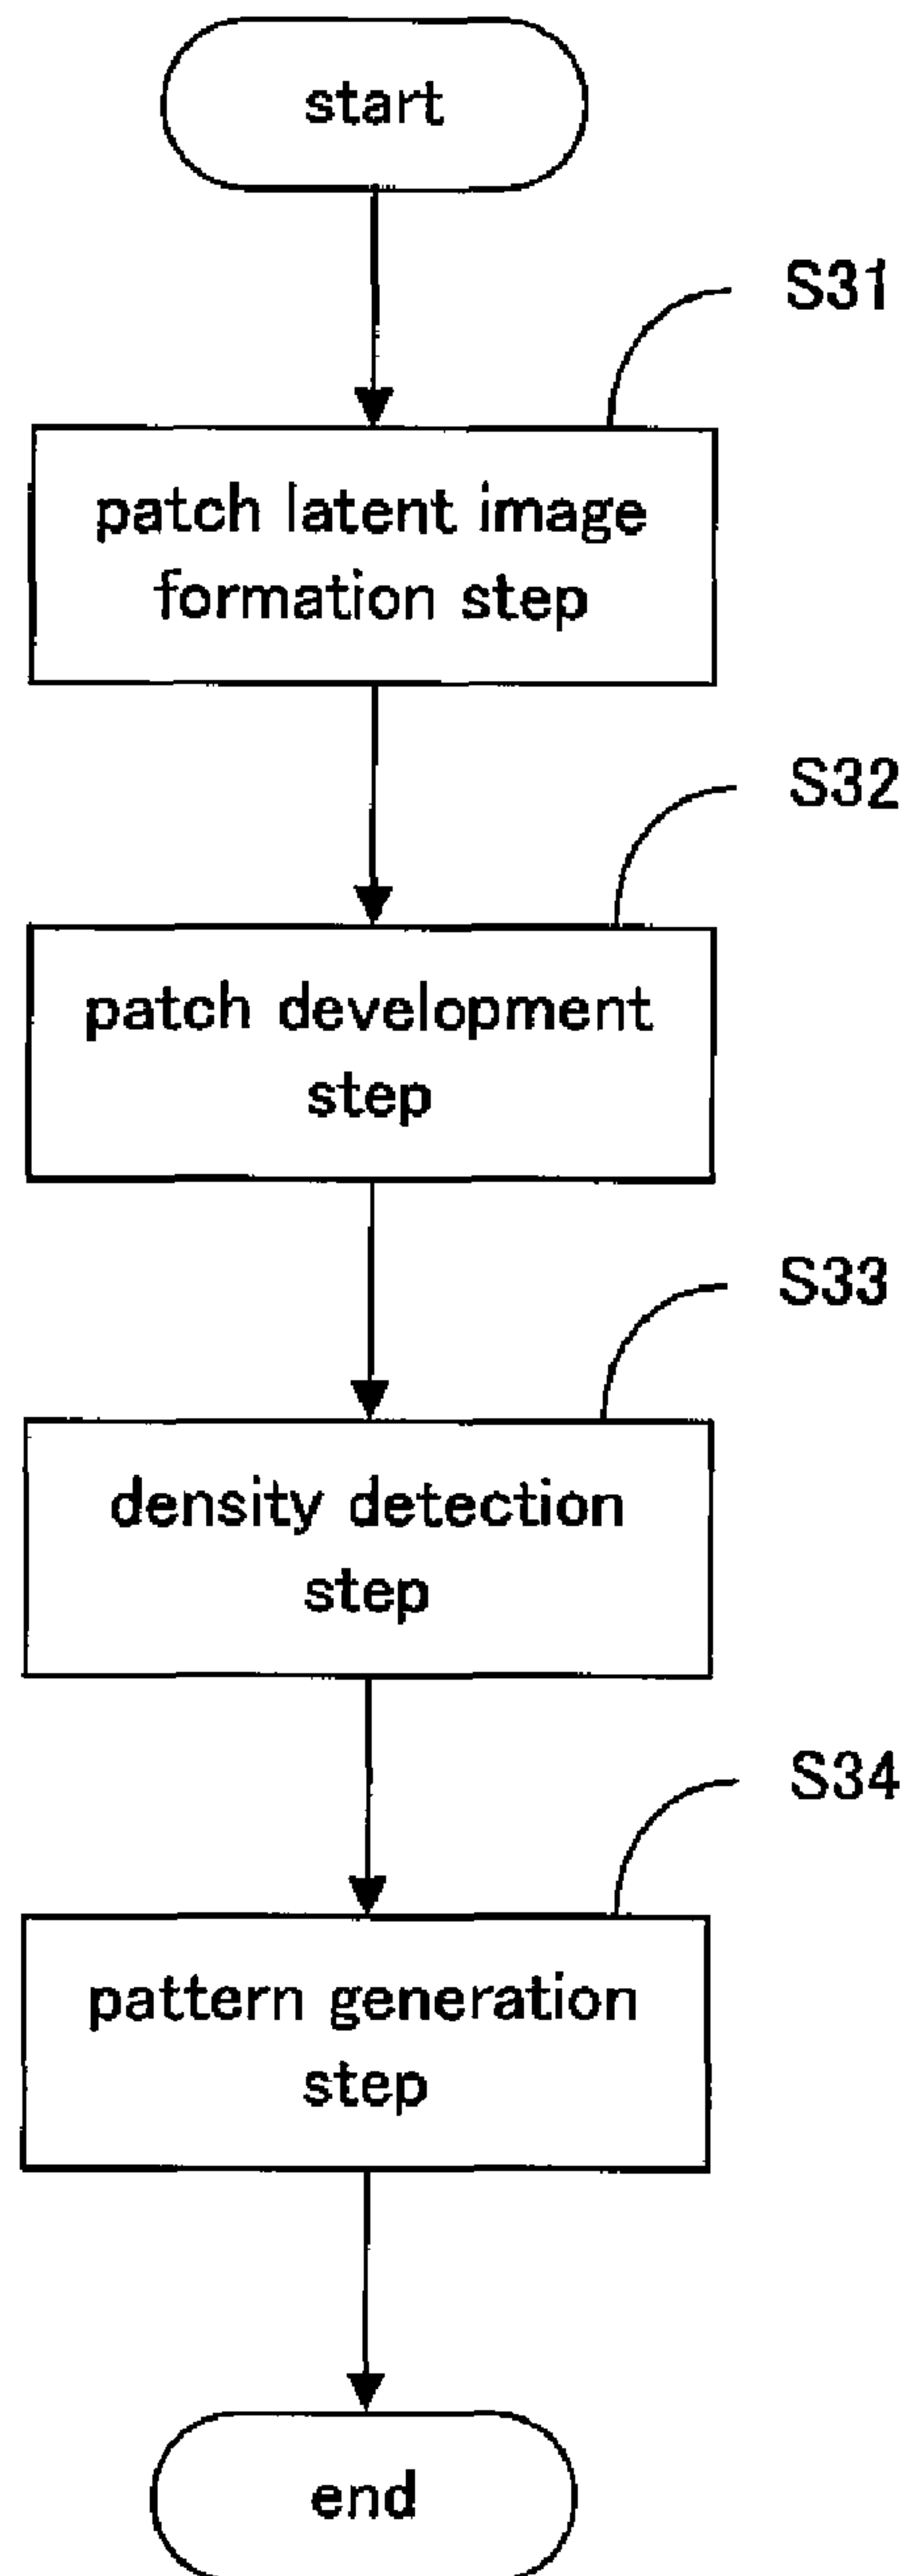 start
S31
patch latent image
formation step
S32
patch development
step
S33
density detection
step
S34
pattern generation
step
end